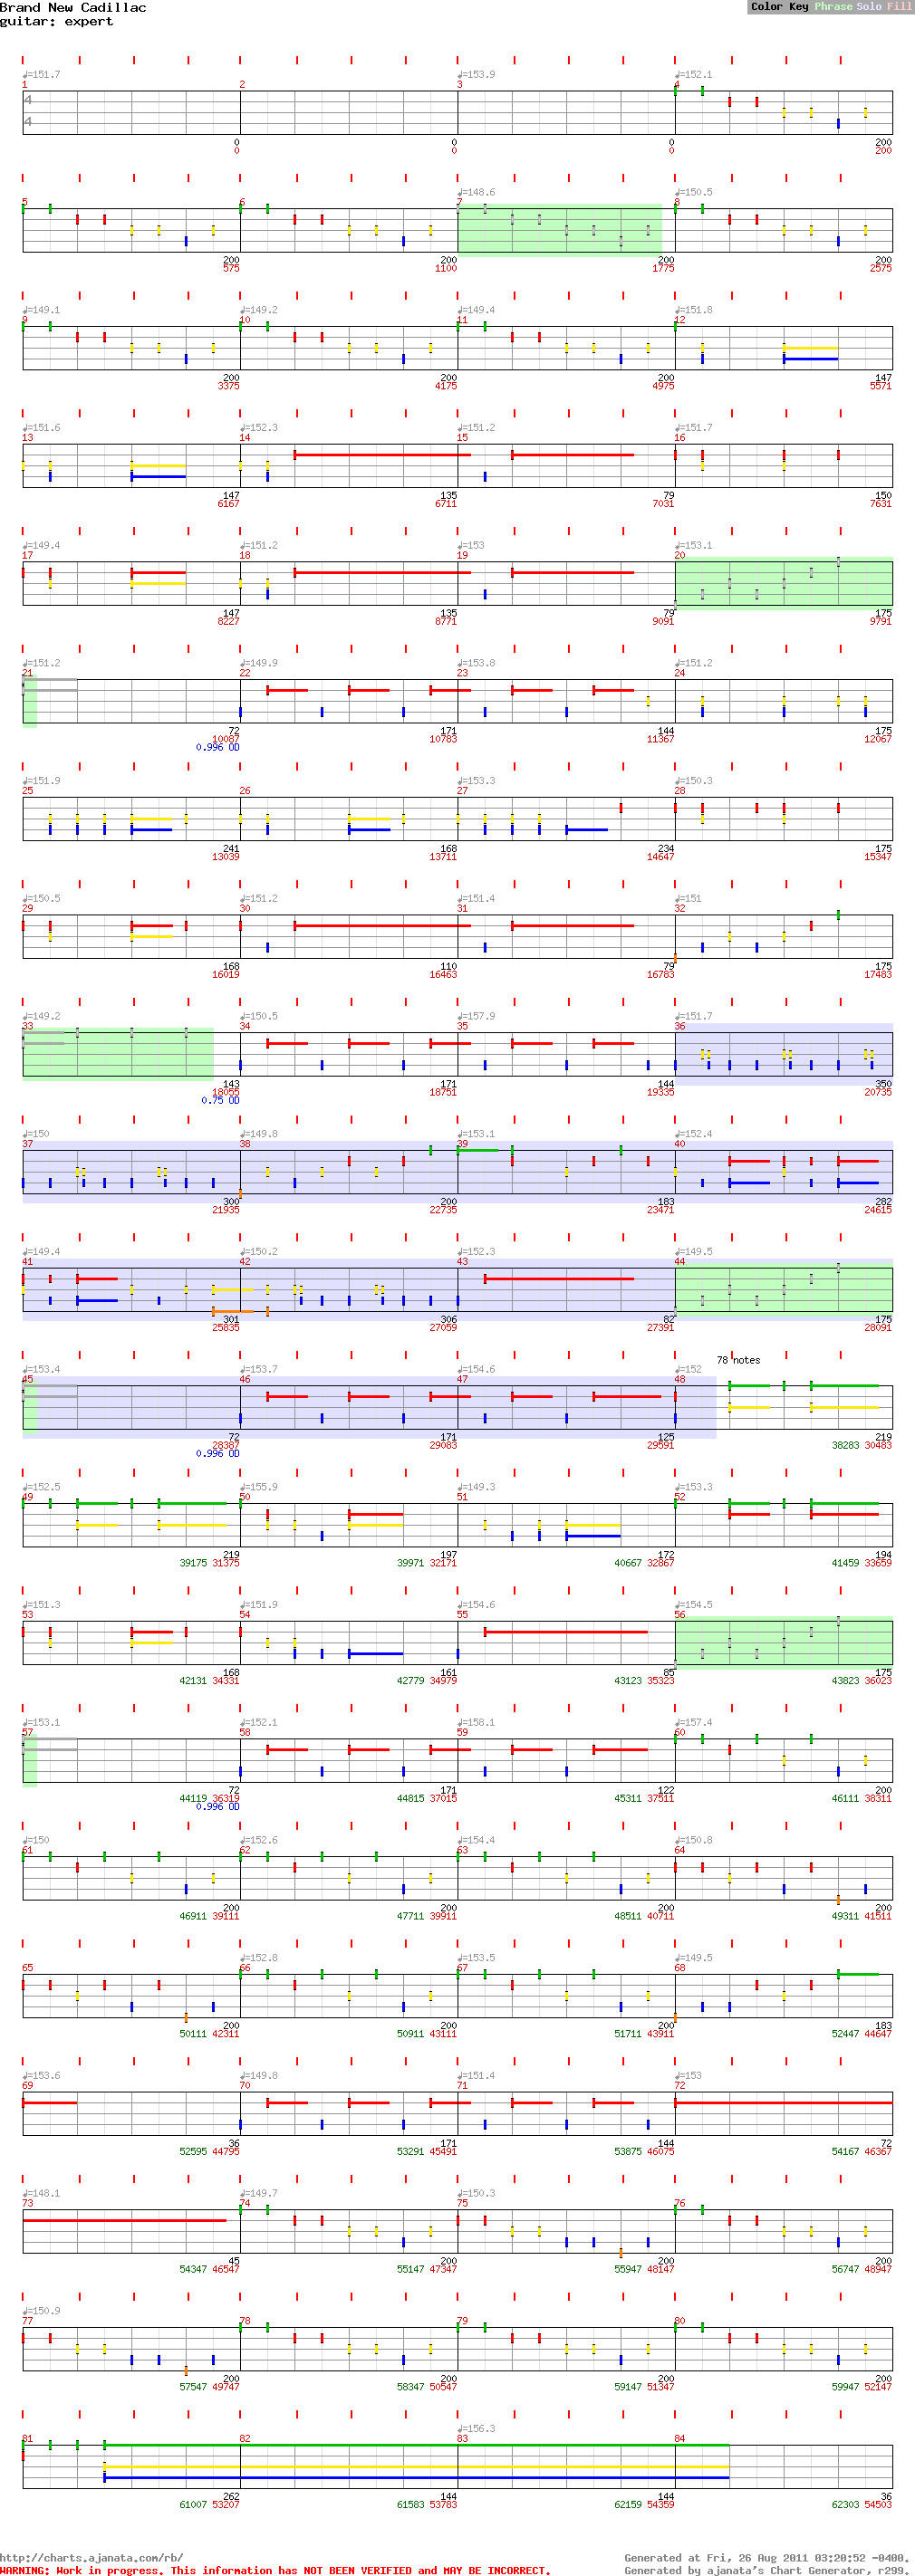 Brand New Cadillac
Color Key Phrase Solo Fill
guitar: expert
♩=151.7 ♩=153.9 ♩=152.1
1 2 3 4
4
4
0 0 0 200
0 0 0 200
♩=148.6 ♩=150.5
5 6 7 8
200 200 200 200
575 1100 1775 2575
♩=149.1 ♩=149.2 ♩=149.4 ♩=151.8
9 10 11 12
200 200 200 147
3375 4175 4975 5571
♩=151.6 ♩=152.3 ♩=151.2 ♩=151.7
13 14 15 16
147 135 79 150
6167 6711 7031 7631
♩=149.4 ♩=151.2 ♩=153 ♩=153.1
17 18 19 20
147 135 79 175
8227 8771 9091 9791
♩=151.2 ♩=149.9 ♩=153.8 ♩=151.2
21 22 23 24
72 171 144 175
10087 10783 11367 12067
0.996 OD
♩=151.9 ♩=153.3 ♩=150.3
25 26 27 28
241 168 234 175
13039 13711 14647 15347
♩=150.5 ♩=151.2 ♩=151.4 ♩=151
29 30 31 32
168 110 79 175
16019 16463 16783 17483
♩=149.2 ♩=150.5 ♩=157.9 ♩=151.7
33 34 35 36
143 171 144 350
18055 18751 19335 20735
0.75 OD
♩=150 ♩=149.8 ♩=153.1 ♩=152.4
37 38 39 40
300 200 183 282
21935 22735 23471 24615
♩=149.4 ♩=150.2 ♩=152.3 ♩=149.5
41 42 43 44
301 306 82 175
25835 27059 27391 28091
78 notes
♩=153.4 ♩=153.7 ♩=154.6 ♩=152
45 46 47 48
72 171 125 219
28387 29083 29591 38283 30483
0.996 OD
♩=152.5 ♩=155.9 ♩=149.3 ♩=153.3
49 50 51 52
219 197 172 194
39175 31375 39971 32171 40667 32867 41459 33659
♩=151.3 ♩=151.9 ♩=154.6 ♩=154.5
53 54 55 56
168 161 85 175
42131 34331 42779 34979 43123 35323 43823 36023
♩=153.1 ♩=152.1 ♩=158.1 ♩=157.4
57 58 59 60
72 171 122 200
44119 36319 44815 37015 45311 37511 46111 38311
0.996 OD
♩=150 ♩=152.6 ♩=154.4 ♩=150.8
61 62 63 64
200 200 200 200
46911 39111 47711 39911 48511 40711 49311 41511
♩=152.8 ♩=153.5 ♩=149.5
65 66 67 68
200 200 200 183
50111 42311 50911 43111 51711 43911 52447 44647
♩=153.6 ♩=149.8 ♩=151.4 ♩=153
69 70 71 72
36 171 144 72
52595 44795 53291 45491 53875 46075 54167 46367
♩=148.1 ♩=149.7 ♩=150.3
73 74 75 76
45 200 200 200
54347 46547 55147 47347 55947 48147 56747 48947
♩=150.9
77 78 79 80
200 200 200 200
57547 49747 58347 50547 59147 51347 59947 52147
♩=156.3
81 82 83 84
262 144 144 36
61007 53207 61583 53783 62159 54359 62303 54503
http://charts.ajanata.com/rb/
Generated at Fri, 26 Aug 2011 03:20:52 -0400.
WARNING: Work in progress. This information has NOT BEEN VERIFIED and MAY BE INCORRECT.
Generated by ajanata's Chart Generator, r299.